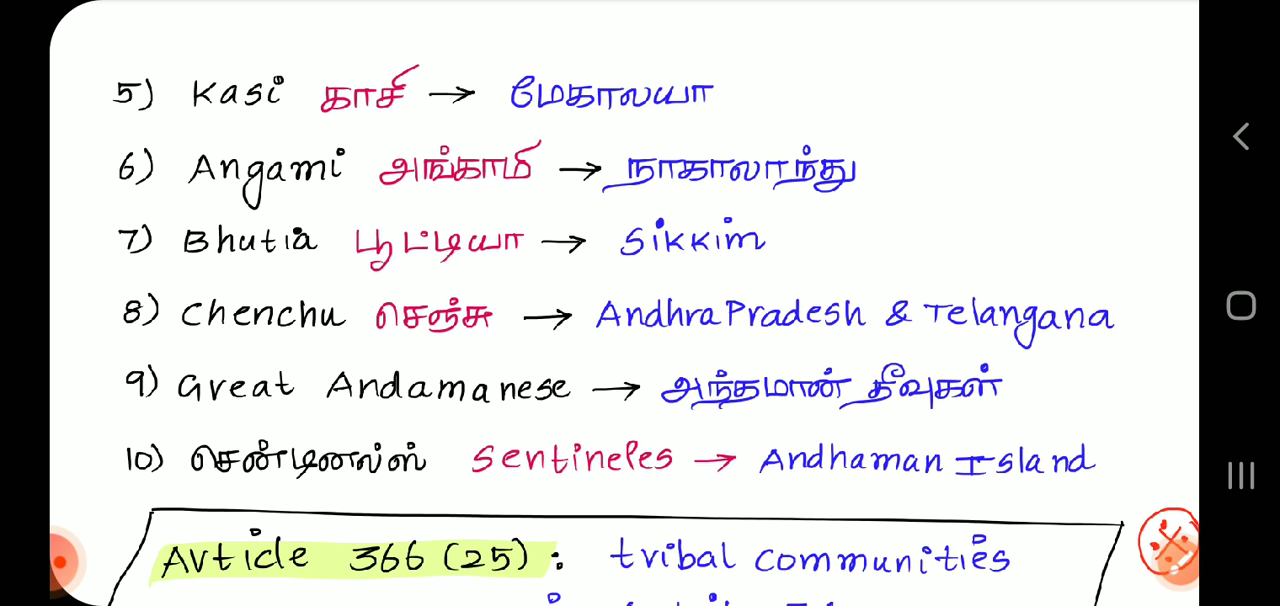 5) Kasi காசி → மேகாலயா
6) Angami அங்காமி → நாகாலாந்து
7) Bhutia பூட்டியா → Sikkim
8) Chenchu செஞ்சு → Andhra Pradesh & Telangana
9) Great Andamanese → அந்தமாண் தீவுகள்
10) செண்டினல்ஸ் Sentineles → Andhaman Island
Article 366 (25) : tribal communities